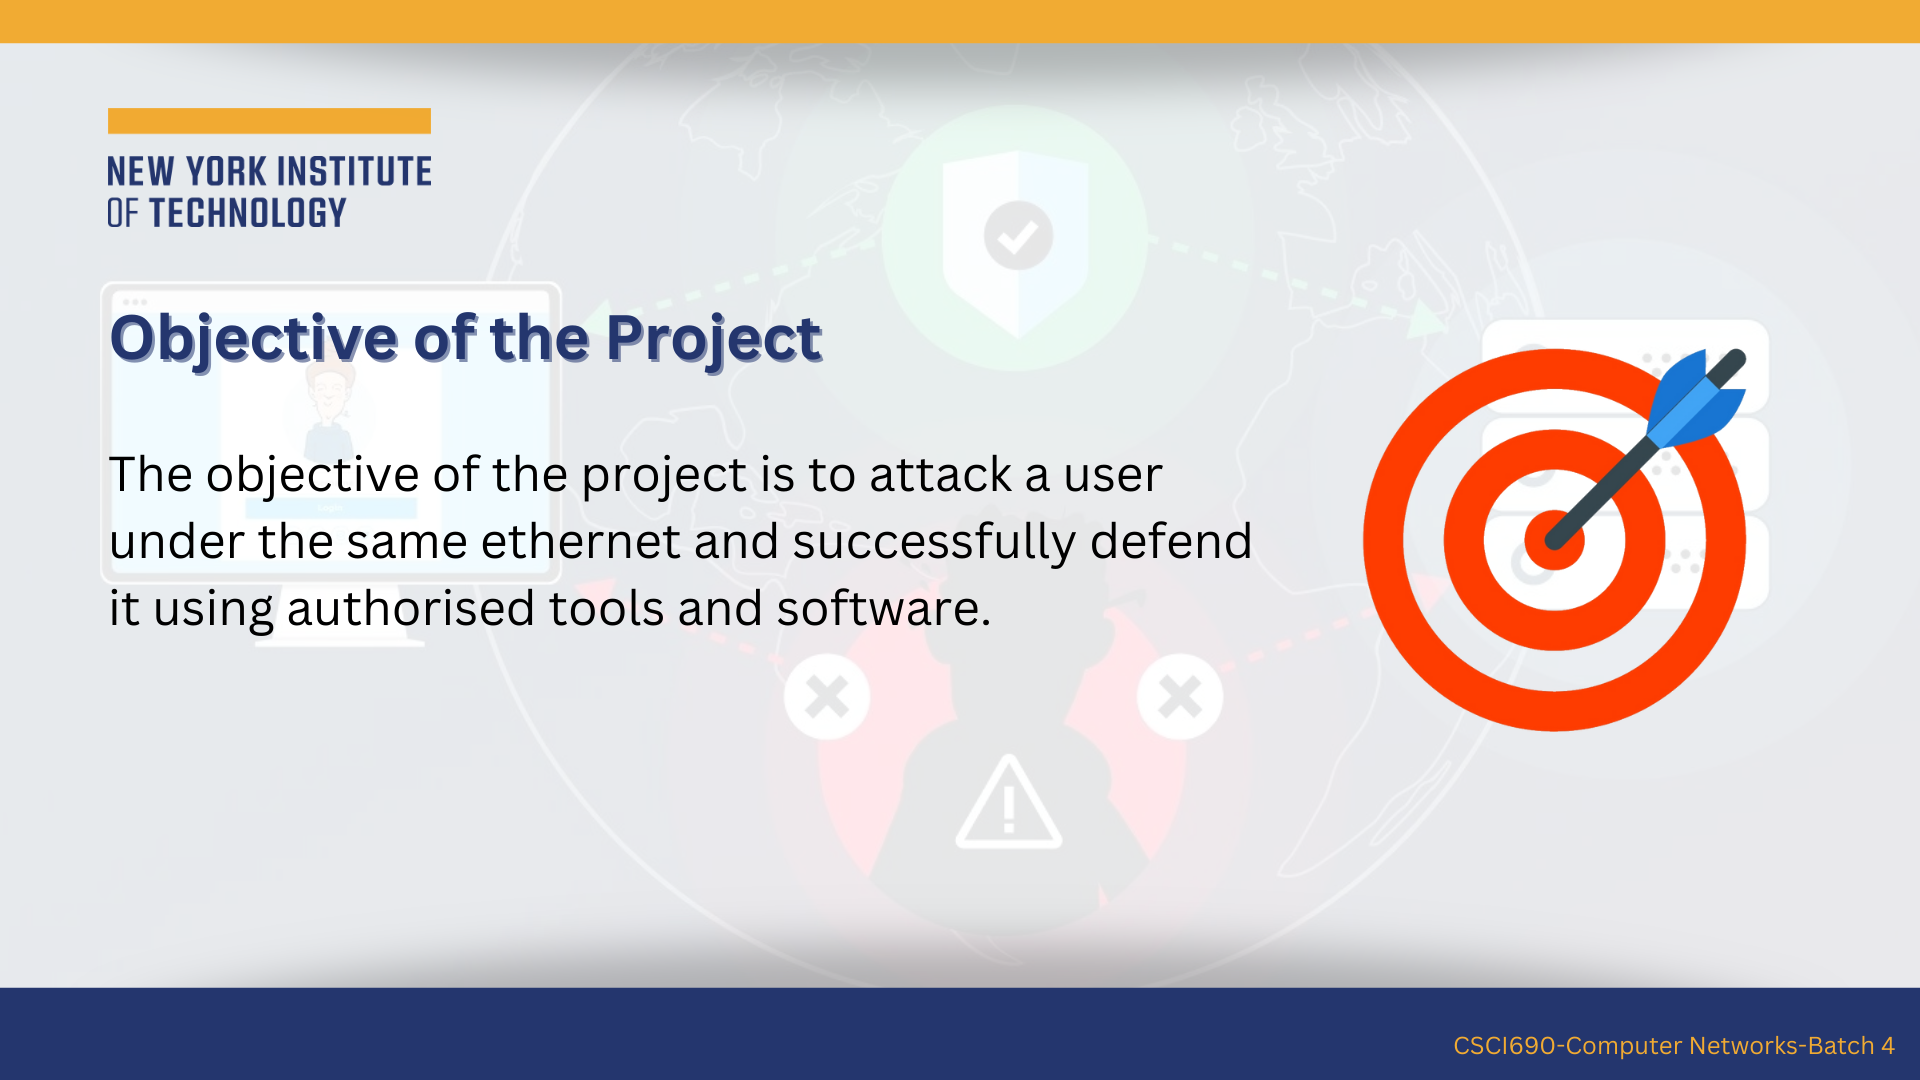 NEW YORK INSTITUTE
OF TECHNOLOGY
Objective of the Project
The objective of the project is to attack a user
under the same ethernet and successfully defend
it using authorised tools and software.
CSCI690-Computer Networks-Batch 4